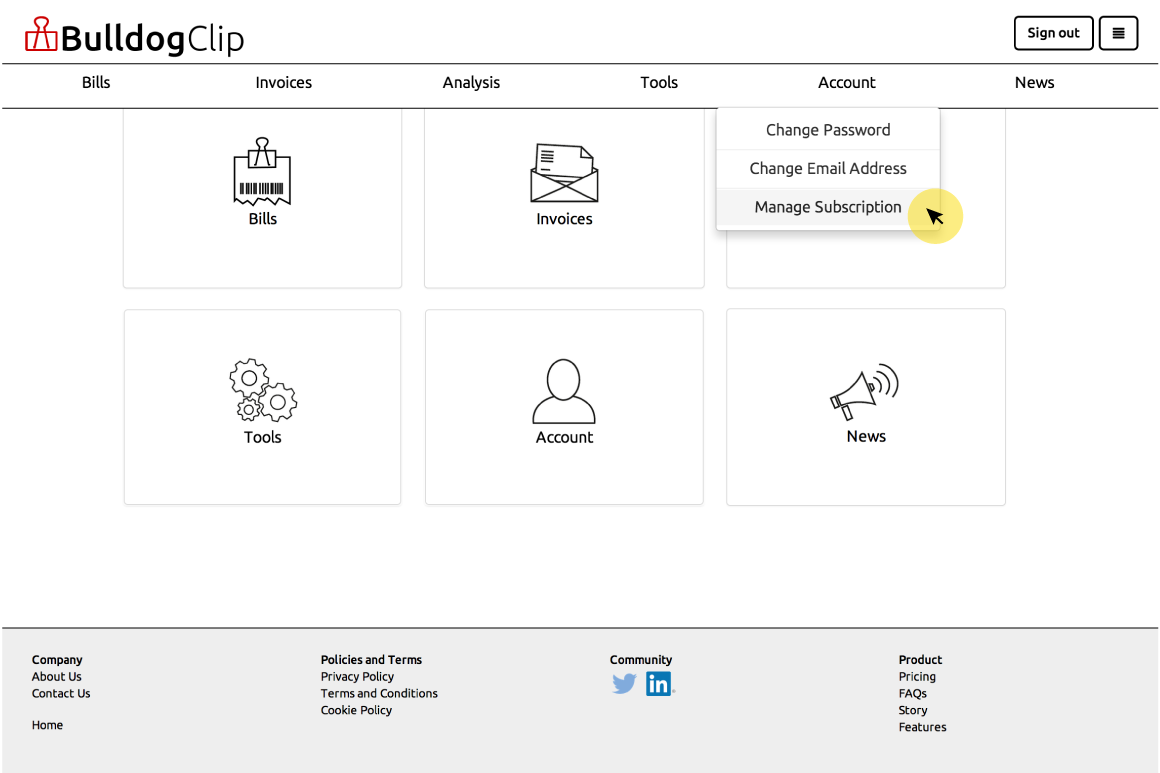 BulldogClip
Sign out
Bills Invoices Analysis Tools Account News
Change Password
Change Email Address
Manage Subscription
Bills
Invoices
Tools
Account
News
Company
About Us
Contact Us
Home
Policies and Terms
Privacy Policy
Terms and Conditions
Cookie Policy
Community
in
Product
Pricing
FAQs
Story
Features